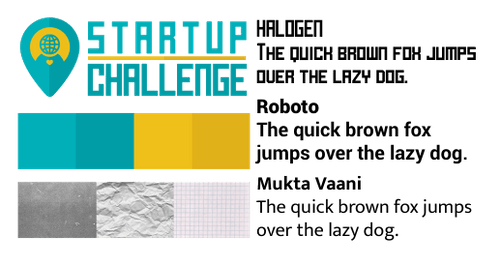 STARTUP
CHALLENGE
HALOGEN
THE QUICK BROWN FOX JUMPS
OVER THE LAZY DOG.
Roboto
The quick brown fox
jumps over the lazy dog.
Mukta Vaani
The quick brown fox jumps
over the lazy dog.